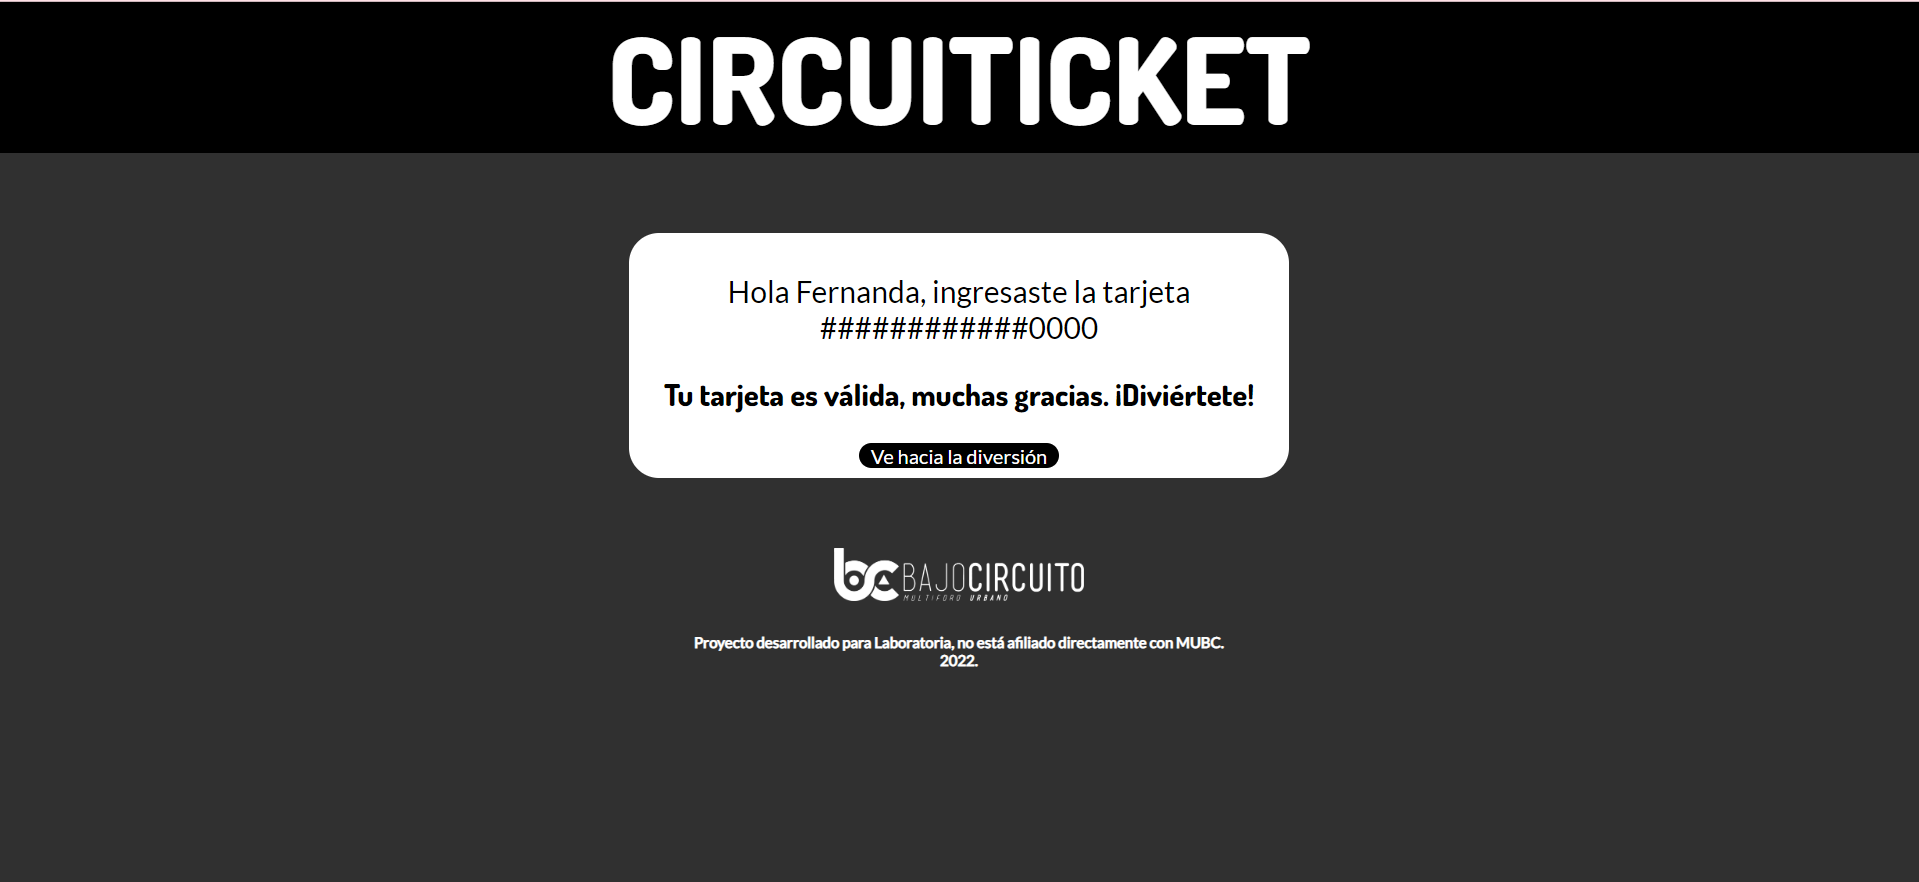 CIRCUITICKET
Hola Fernanda, ingresaste la tarjeta
############0000
Tu tarjeta es válida, muchas gracias. ¡Diviértete!
Ve hacia la diversión
bc BAJOCIRCUITO
MULTIFORO URBANO
Proyecto desarrollado para Laboratoria, no está afiliado directamente con MUBC.
2022.